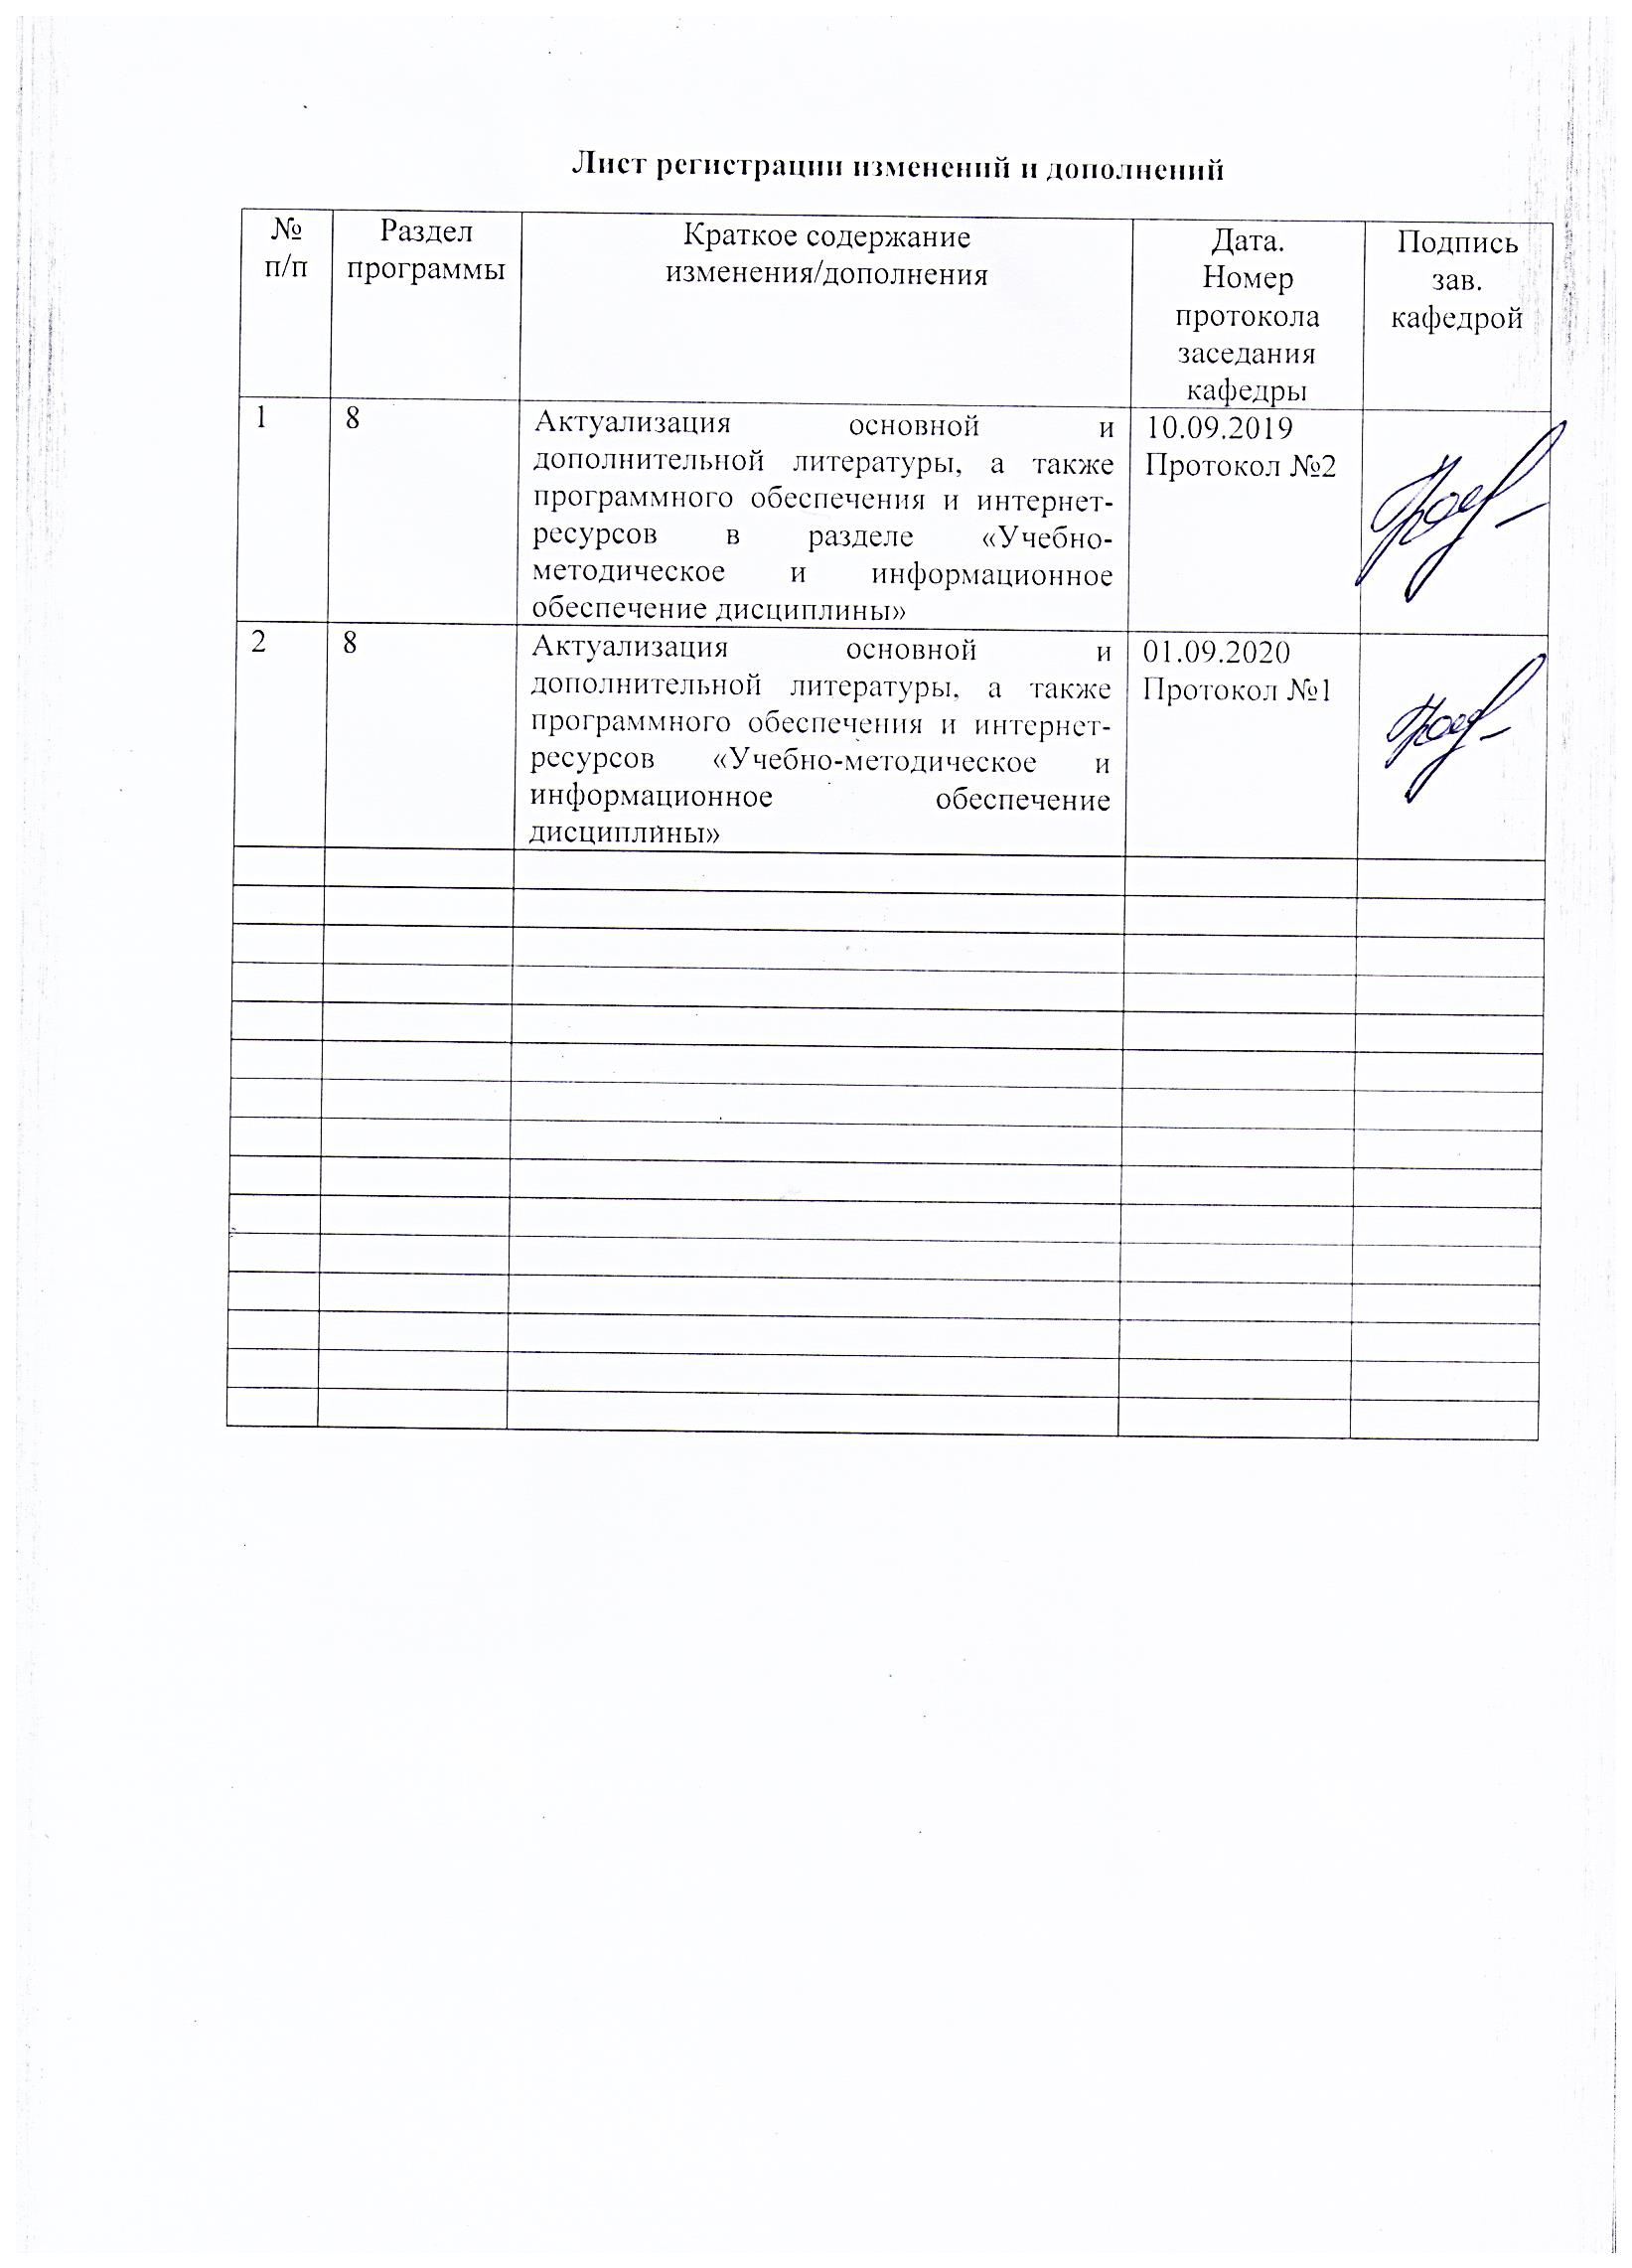 Лист регистрации изменений и дополнений
№
п/п
Раздел
программы
Краткое содержание
изменения/дополнения
Дата.
Номер
протокола
заседания
кафедры
Подпись
зав.
кафедрой
1
8
Актуализация основной и
дополнительной литературы, а также
программного обеспечения и интернет-
ресурсов в разделе «Учебно-
методическое и информационное
обеспечение дисциплины»
10.09.2019
Протокол №2
2
8
Актуализация основной и
дополнительной литературы, а также
программного обеспечения и интернет-
ресурсов «Учебно-методическое и
информационное обеспечение
дисциплины»
01.09.2020
Протокол №1